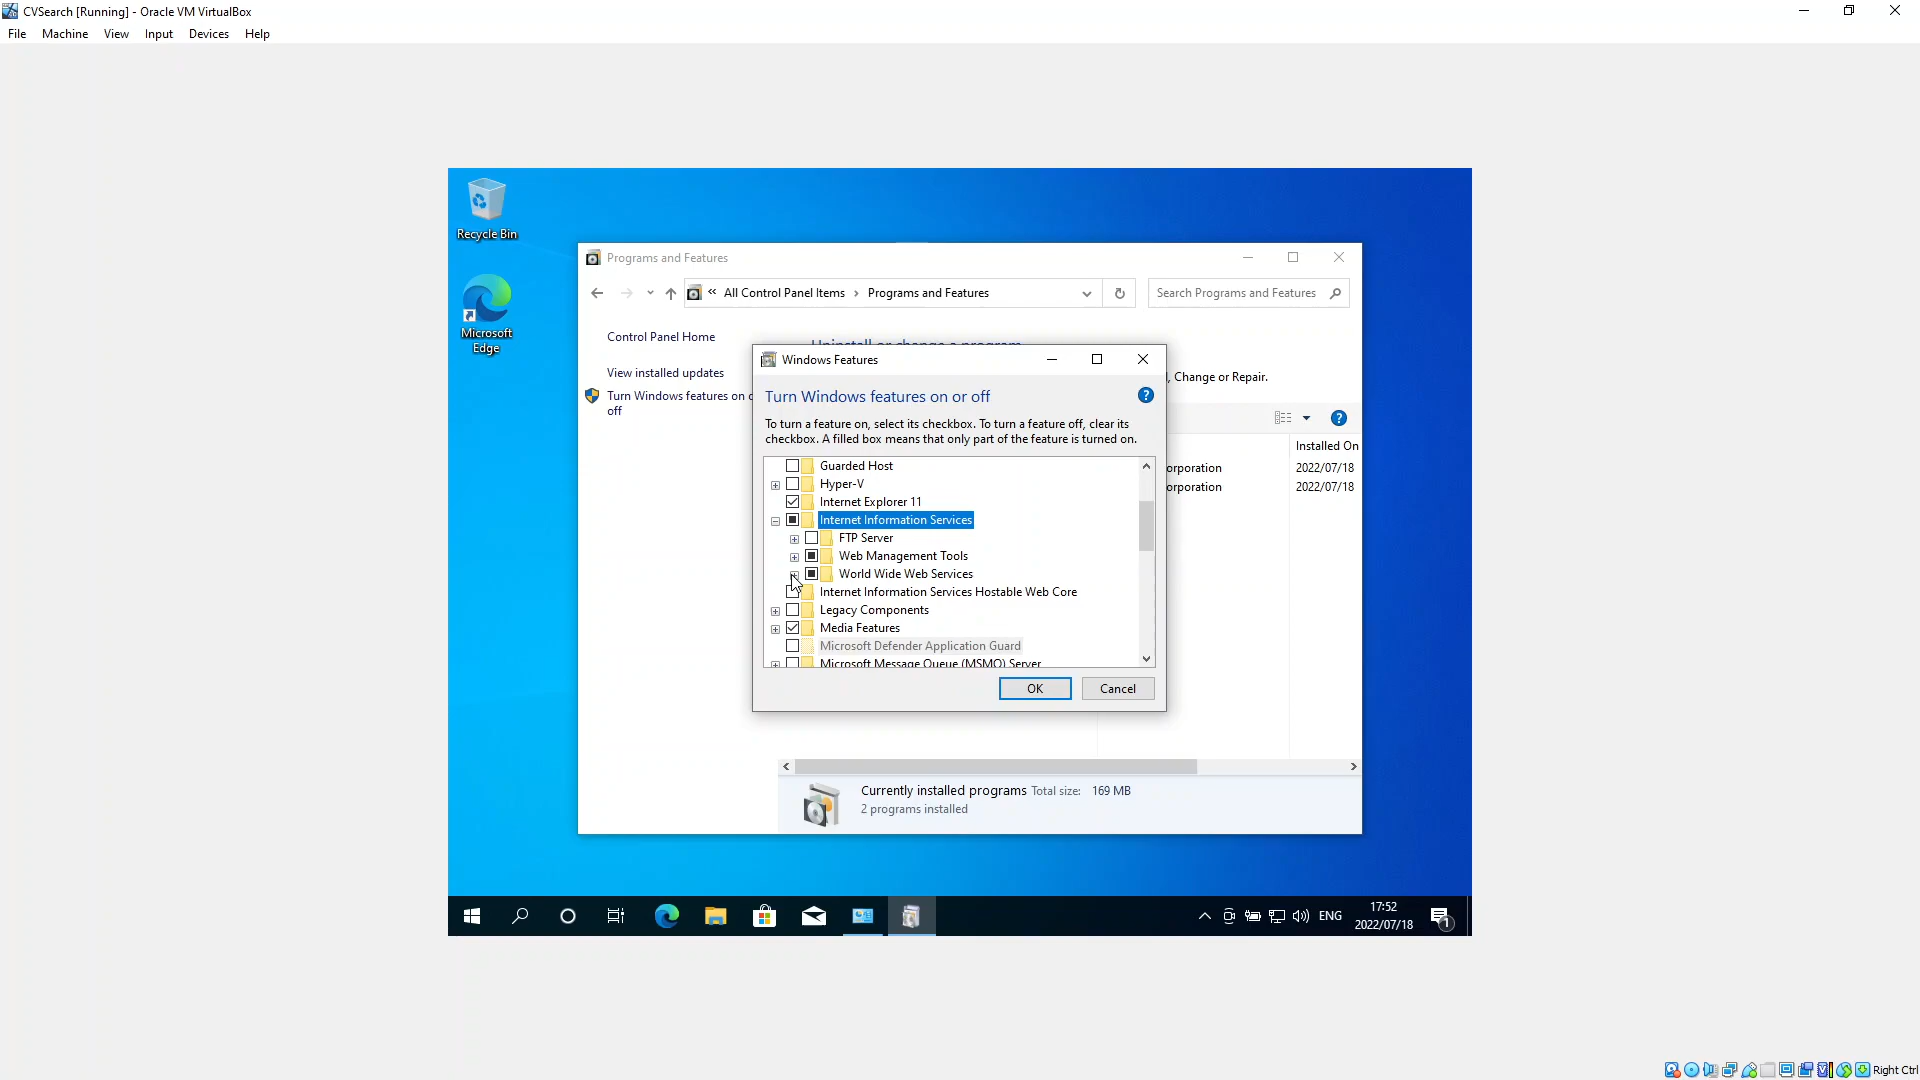 CVSearch [Running] - Oracle VM VirtualBox
File Machine View Input Devices Help
Recycle Bin
Microsoft
Edge
Programs and Features
« All Control Panel Items › Programs and Features
Search Programs and Features
Control Panel Home
View installed updates
Turn Windows features on o
off
, Change or Repair.
Installed On
orporation 2022/07/18
orporation 2022/07/18
Windows Features
Turn Windows features on or off
To turn a feature on, select its checkbox. To turn a feature off, clear its
checkbox. A filled box means that only part of the feature is turned on.
Guarded Host
Hyper-V
Internet Explorer 11
Internet Information Services
FTP Server
Web Management Tools
World Wide Web Services
Internet Information Services Hostable Web Core
Legacy Components
Media Features
Microsoft Defender Application Guard
Microsoft Message Queue (MSMQ) Server
OK Cancel
Currently installed programs Total size: 169 MB
2 programs installed
ENG
17:52
2022/07/18
1
Right Ctrl